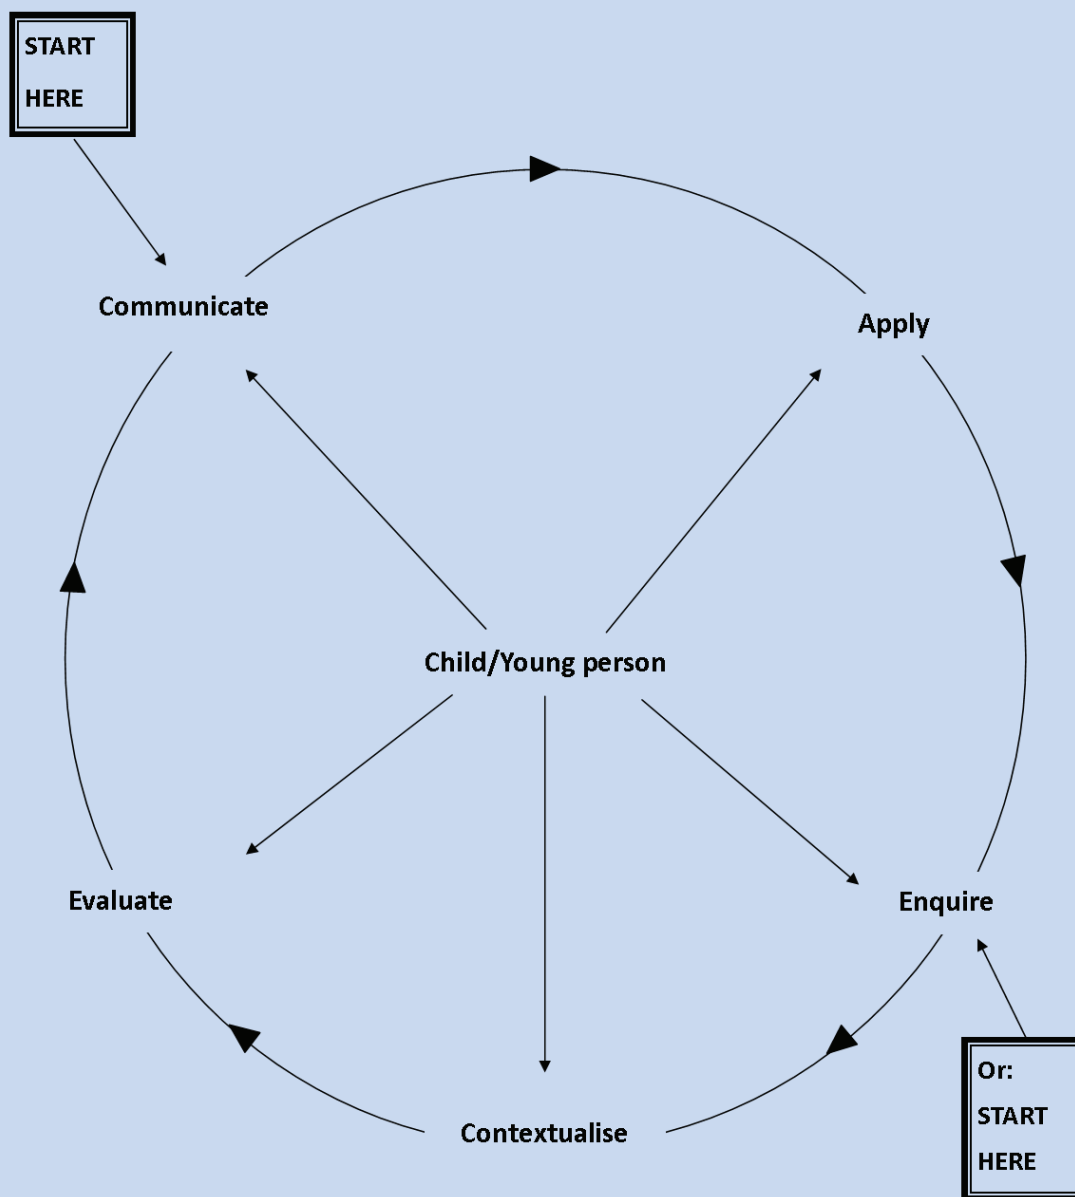 START
HERE
Communicate
Apply
Child/Young person
Evaluate
Enquire
Contextualise
Or:
START
HERE